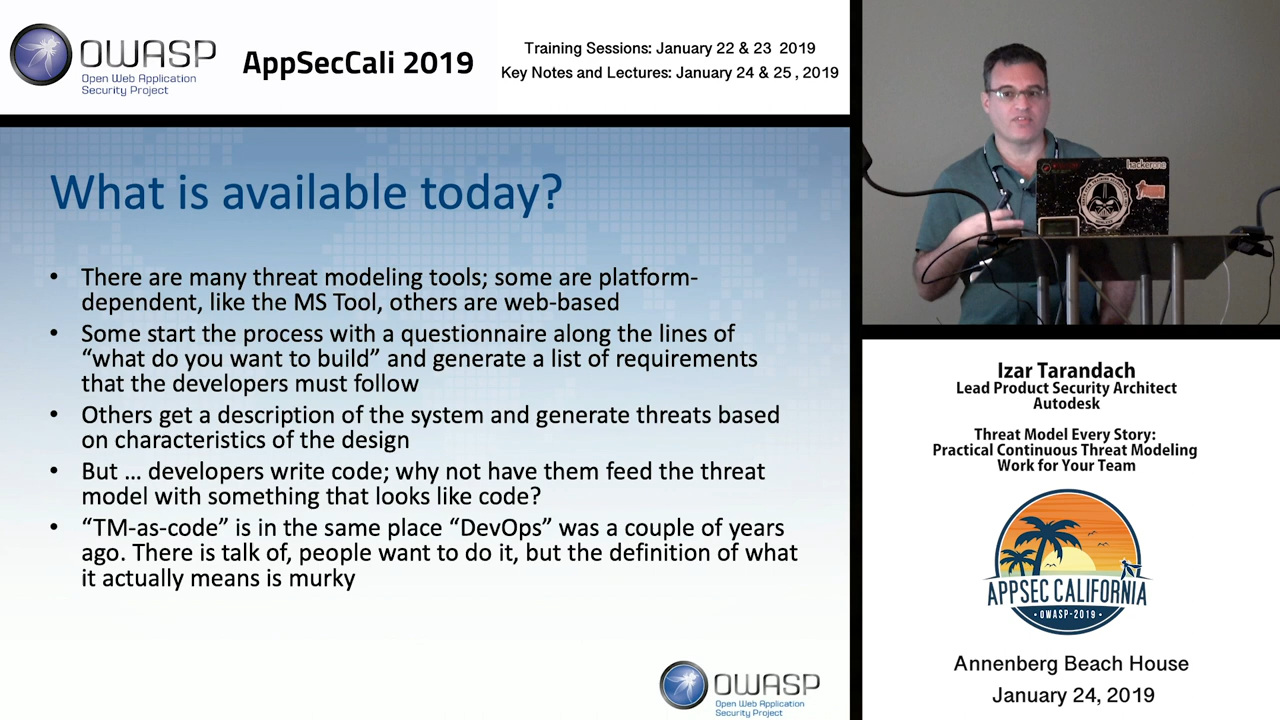 OWASP
Open Web Application
Security Project
AppSecCali 2019
Training Sessions: January 22 & 23 2019
Key Notes and Lectures: January 24 & 25 , 2019
What is available today?
• There are many threat modeling tools; some are platform-
dependent, like the MS Tool, others are web-based
• Some start the process with a questionnaire along the lines of
“what do you want to build” and generate a list of requirements
that the developers must follow
• Others get a description of the system and generate threats based
on characteristics of the design
• But … developers write code; why not have them feed the threat
model with something that looks like code?
• “TM-as-code” is in the same place “DevOps” was a couple of years
ago. There is talk of, people want to do it, but the definition of what
it actually means is murky
OWASP
Open Web Application
Security Project
hackerone
Izar Tarandach
Lead Product Security Architect
Autodesk
Threat Model Every Story:
Practical Continuous Threat Modeling
Work for Your Team
APPSEC CALIFORNIA
• OWASP-2019 •
Annenberg Beach House
January 24, 2019